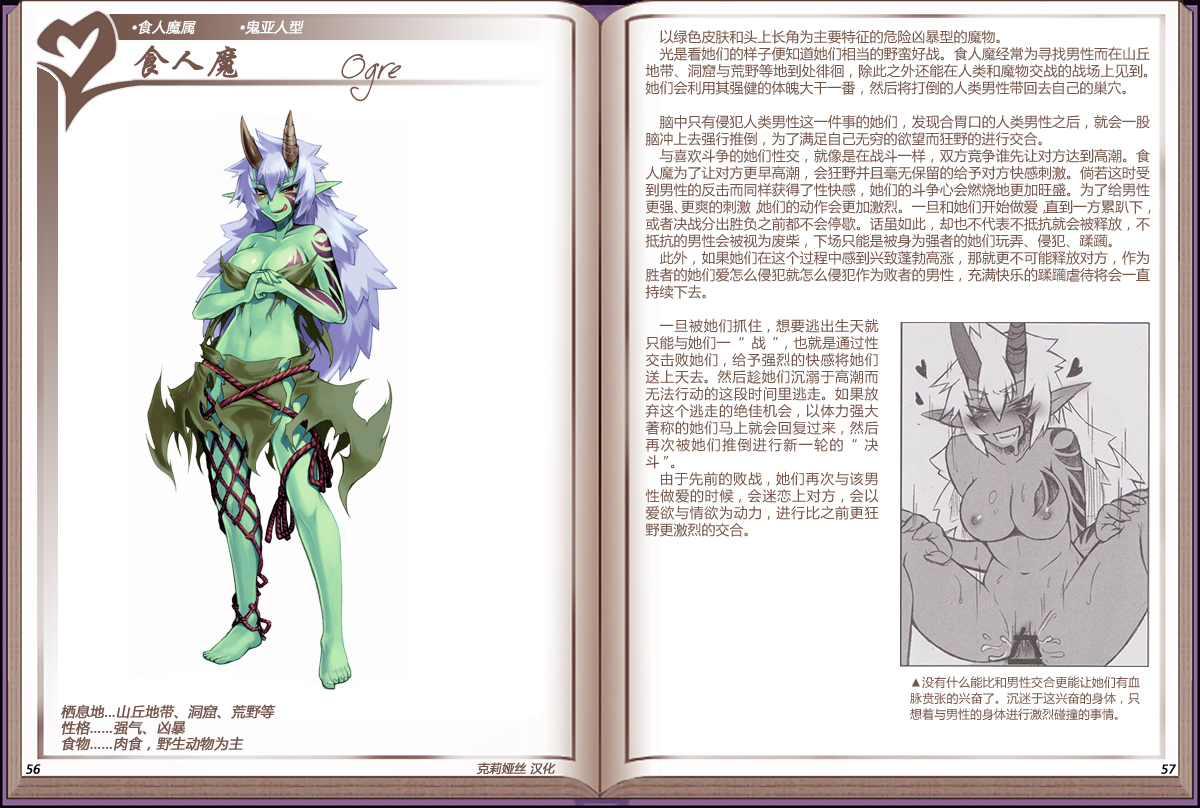 •食人魔属 •鬼亚人型
食人魔 Ogre
栖息地...山丘地带、洞窟、荒野等
性格......强气、凶暴
食物......肉食，野生动物为主
56
克莉娅丝 汉化
以绿色皮肤和头上长角为主要特征的危险凶暴型的魔物。
光是看她们的样子便知道她们相当的野蛮好战。食人魔经常为寻找男性而在山丘
地带、洞窟与荒野等地到处徘徊，除此之外还能在人类和魔物交战的战场上见到。
她们会利用其强健的体魄大干一番，然后将打倒的人类男性带回去自己的巢穴。
脑中只有侵犯人类男性这一件事的她们，发现合胃口的人类男性之后，就会一股
脑冲上去强行推倒，为了满足自己无穷的欲望而狂野的进行交合。
与喜欢斗争的她们性交，就像是在战斗一样，双方竞争谁先让对方达到高潮。食
人魔为了让对方更早高潮，会狂野并且毫无保留的给予对方快感刺激。倘若这时受
到男性的反击而同样获得了性快感，她们的斗争心会燃烧地更加旺盛。为了给男性
更强、更爽的刺激，她们的动作会更加激烈。一旦和她们开始做爱，直到一方累趴下，
或者决战分出胜负之前都不会停歇。话虽如此，却也不代表不抵抗就会被释放，不
抵抗的男性会被视为废柴，下场只能是被身为强者的她们玩弄、侵犯、蹂躏。
此外，如果她们在这个过程中感到兴致蓬勃高涨，那就更不可能释放对方，作为
胜者的她们爱怎么侵犯就怎么侵犯作为败者的男性，充满快乐的蹂躏虐待将会一直
持续下去。
一旦被她们抓住，想要逃出生天就
只能与她们一“ 战 ”，也就是通过性
交击败她们，给予强烈的快感将她们
送上天去。然后趁她们沉溺于高潮而
无法行动的这段时间里逃走。如果放
弃这个逃走的绝佳机会，以体力强大
著称的她们马上就会回复过来，然后
再次被她们推倒进行新一轮的“ 决
斗 ”。
由于先前的败战，她们再次与该男
性做爱的时候，会迷恋上对方，会以
爱欲与情欲为动力，进行比之前更狂
野更激烈的交合。
▲没有什么能比和男性交合更能让她们有血
脉贲张的兴奋了。沉迷于这兴奋的身体，只
想着与男性的身体进行激烈碰撞的事情。
57